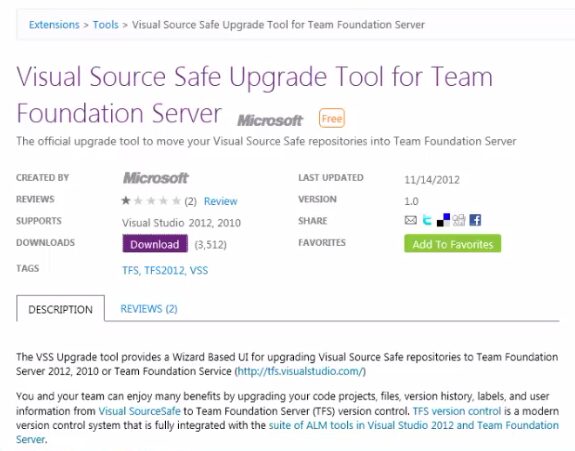 Extensions > Tools > Visual Source Safe Upgrade Tool for Team Foundation Server
Visual Source Safe Upgrade Tool for Team
Foundation Server Microsoft Free
The official upgrade tool to move your Visual Source Safe repositories into Team Foundation Server
CREATED BY Microsoft LAST UPDATED 11/14/2012
REVIEWS (2) Review VERSION 1.0
SUPPORTS Visual Studio 2012, 2010 SHARE
DOWNLOADS Download (3,512) FAVORITES Add To Favorites
TAGS TFS, TFS2012, VSS
DESCRIPTION REVIEWS (2)
The VSS Upgrade tool provides a Wizard Based UI for upgrading Visual Source Safe repositories to Team Foundation
Server 2012, 2010 or Team Foundation Service (http://tfs.visualstudio.com/)
You and your team can enjoy many benefits by upgrading your code projects, files, version history, labels, and user
information from Visual SourceSafe to Team Foundation Server (TFS) version control. TFS version control is a modern
version control system that is fully integrated with the suite of ALM tools in Visual Studio 2012 and Team Foundation
Server.